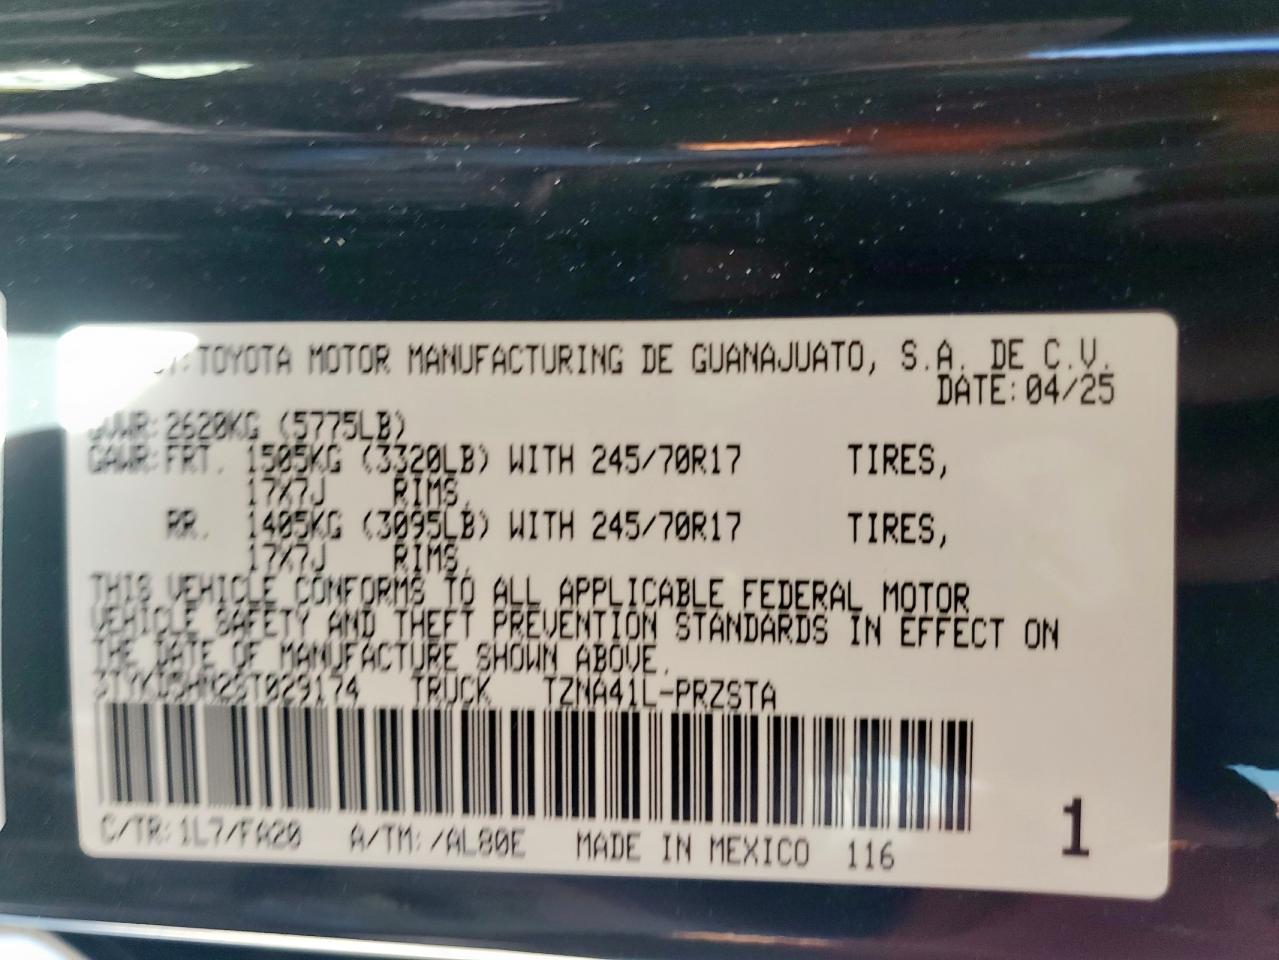 :TOYOTA MOTOR MANUFACTURING DE GUANAJUATO, S.A. DE C.V.
DATE: 04/25
GVWR: 2620KG (5775LB)
GAWR: FRT. 1505KG (3320LB) WITH 245/70R17 TIRES,
17X7J RIMS,
RR. 1405KG (3095LB) WITH 245/70R17 TIRES,
17X7J RIMS,
THIS VEHICLE CONFORMS TO ALL APPLICABLE FEDERAL MOTOR
VEHICLE SAFETY AND THEFT PREVENTION STANDARDS IN EFFECT ON
THE DATE OF MANUFACTURE SHOWN ABOVE.
3TYKD5HN2ST029174 TRUCK TZNA41L-PRZSTA
C/TR: 1L7/FA20 A/TM: /AL80E MADE IN MEXICO 116
1